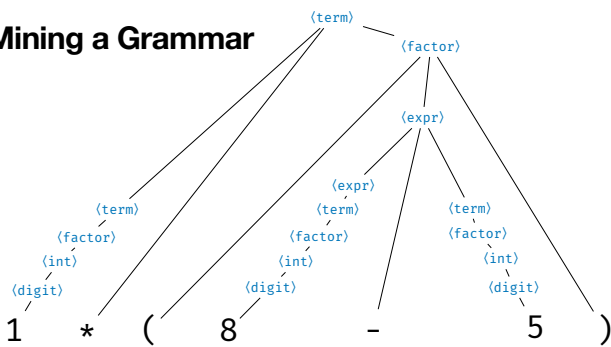 ⟨term⟩
Mining a Grammar
⟨factor⟩
⟨expr⟩
⟨expr⟩
⟨term⟩ ⟨term⟩ ⟨term⟩
⟨factor⟩ ⟨factor⟩ ⟨factor⟩
⟨int⟩ ⟨int⟩ ⟨int⟩
⟨digit⟩ ⟨digit⟩ ⟨digit⟩
1 * ( 8 - 5 )